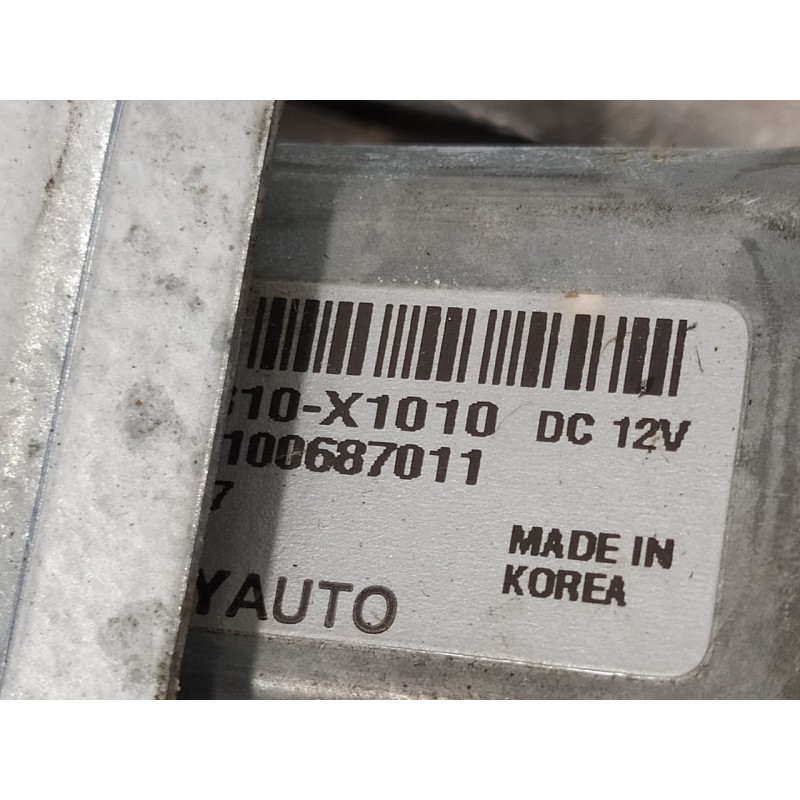 310-X1010 DC 12V
100687011
7
MADE IN
KOREA
YAUTO